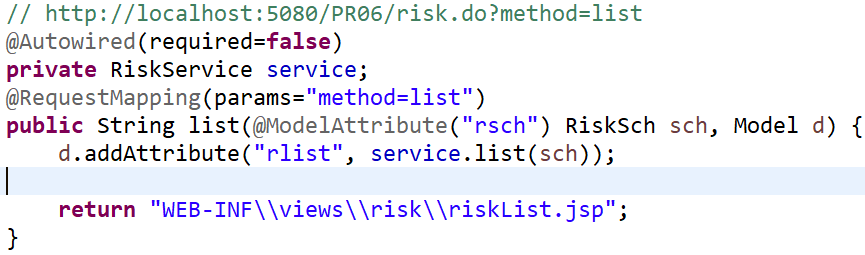 // http://localhost:5080/PR06/risk.do?method=list
@Autowired(required=false)
private RiskService service;
@RequestMapping(params="method=list")
public String list(@ModelAttribute("rsch") RiskSch sch, Model d) {
    d.addAttribute("rlist", service.list(sch));
    return "WEB-INF\\views\\risk\\riskList.jsp";
}